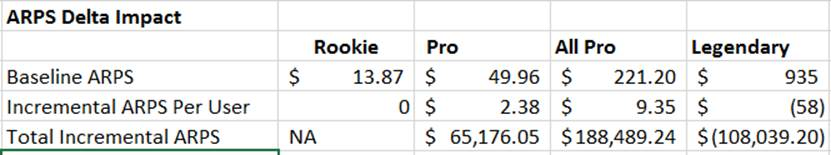 ARPS Delta Impact
Rookie Pro All Pro Legendary
Baseline ARPS $ 13.87 $ 49.96 $ 221.20 $ 935
Incremental ARPS Per User 0 $ 2.38 $ 9.35 $ (58)
Total Incremental ARPS NA $ 65,176.05 $188,489.24 $(108,039.20)